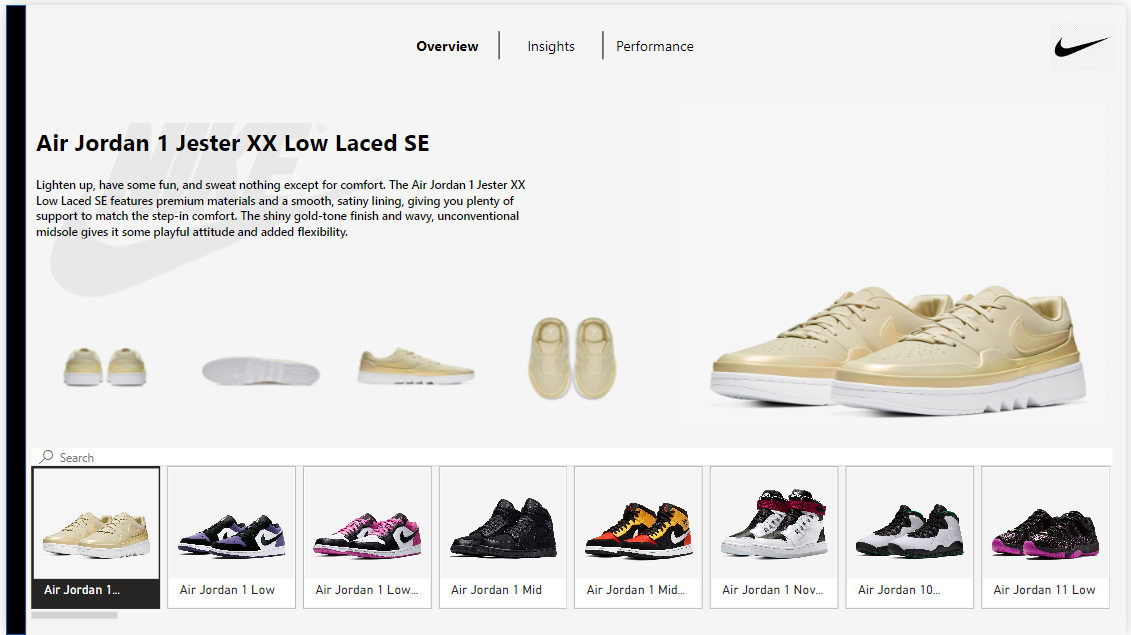 Overview
Insights
Performance
NIKE
Air Jordan 1 Jester XX Low Laced SE
Lighten up, have some fun, and sweat nothing except for comfort. The Air Jordan 1 Jester XX
Low Laced SE features premium materials and a smooth, satiny lining, giving you plenty of
support to match the step-in comfort. The shiny gold-tone finish and wavy, unconventional
midsole gives it some playful attitude and added flexibility.
Search
Air Jordan 1...
Air Jordan 1 Low
Air Jordan 1 Low...
Air Jordan 1 Mid
Air Jordan 1 Mid...
Air Jordan 1 Nov...
Air Jordan 10...
Air Jordan 11 Low